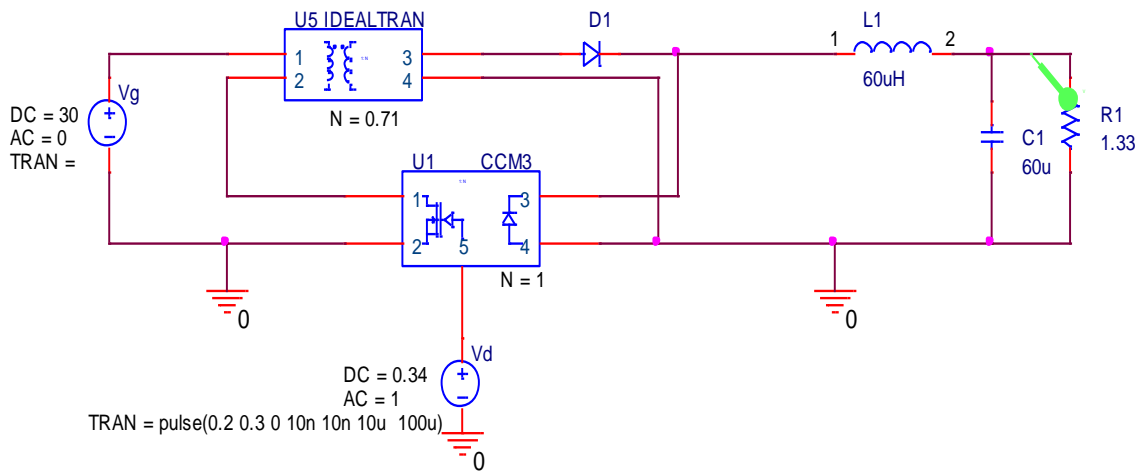 U5 IDEALTRAN
D1
L1
1
2
1
3
2
4
60uH
N = 0.71
Vg
DC = 30
AC = 0
TRAN =
R1
1.33
C1
60u
U1
CCM3
1
3
2
5
4
N = 1
0
0
Vd
DC = 0.34
AC = 1
TRAN = pulse(0.2 0.3 0 10n 10n 10u 100u)
0